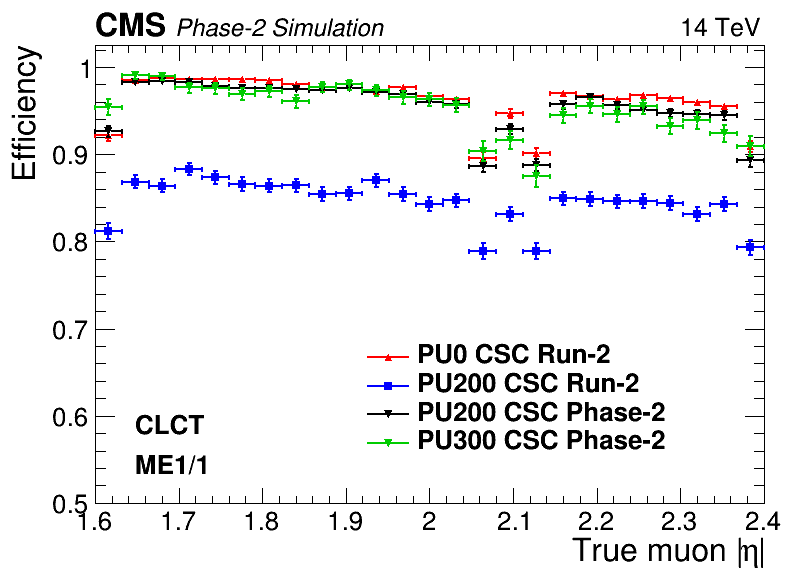 CMS Phase-2 Simulation 14 TeV
Efficiency
1
0.9
0.8
0.7
0.6
0.5
PU0 CSC Run-2
PU200 CSC Run-2
PU200 CSC Phase-2
PU300 CSC Phase-2
CLCT
ME1/1
1.6 1.7 1.8 1.9 2 2.1 2.2 2.3 2.4
True muon |η|